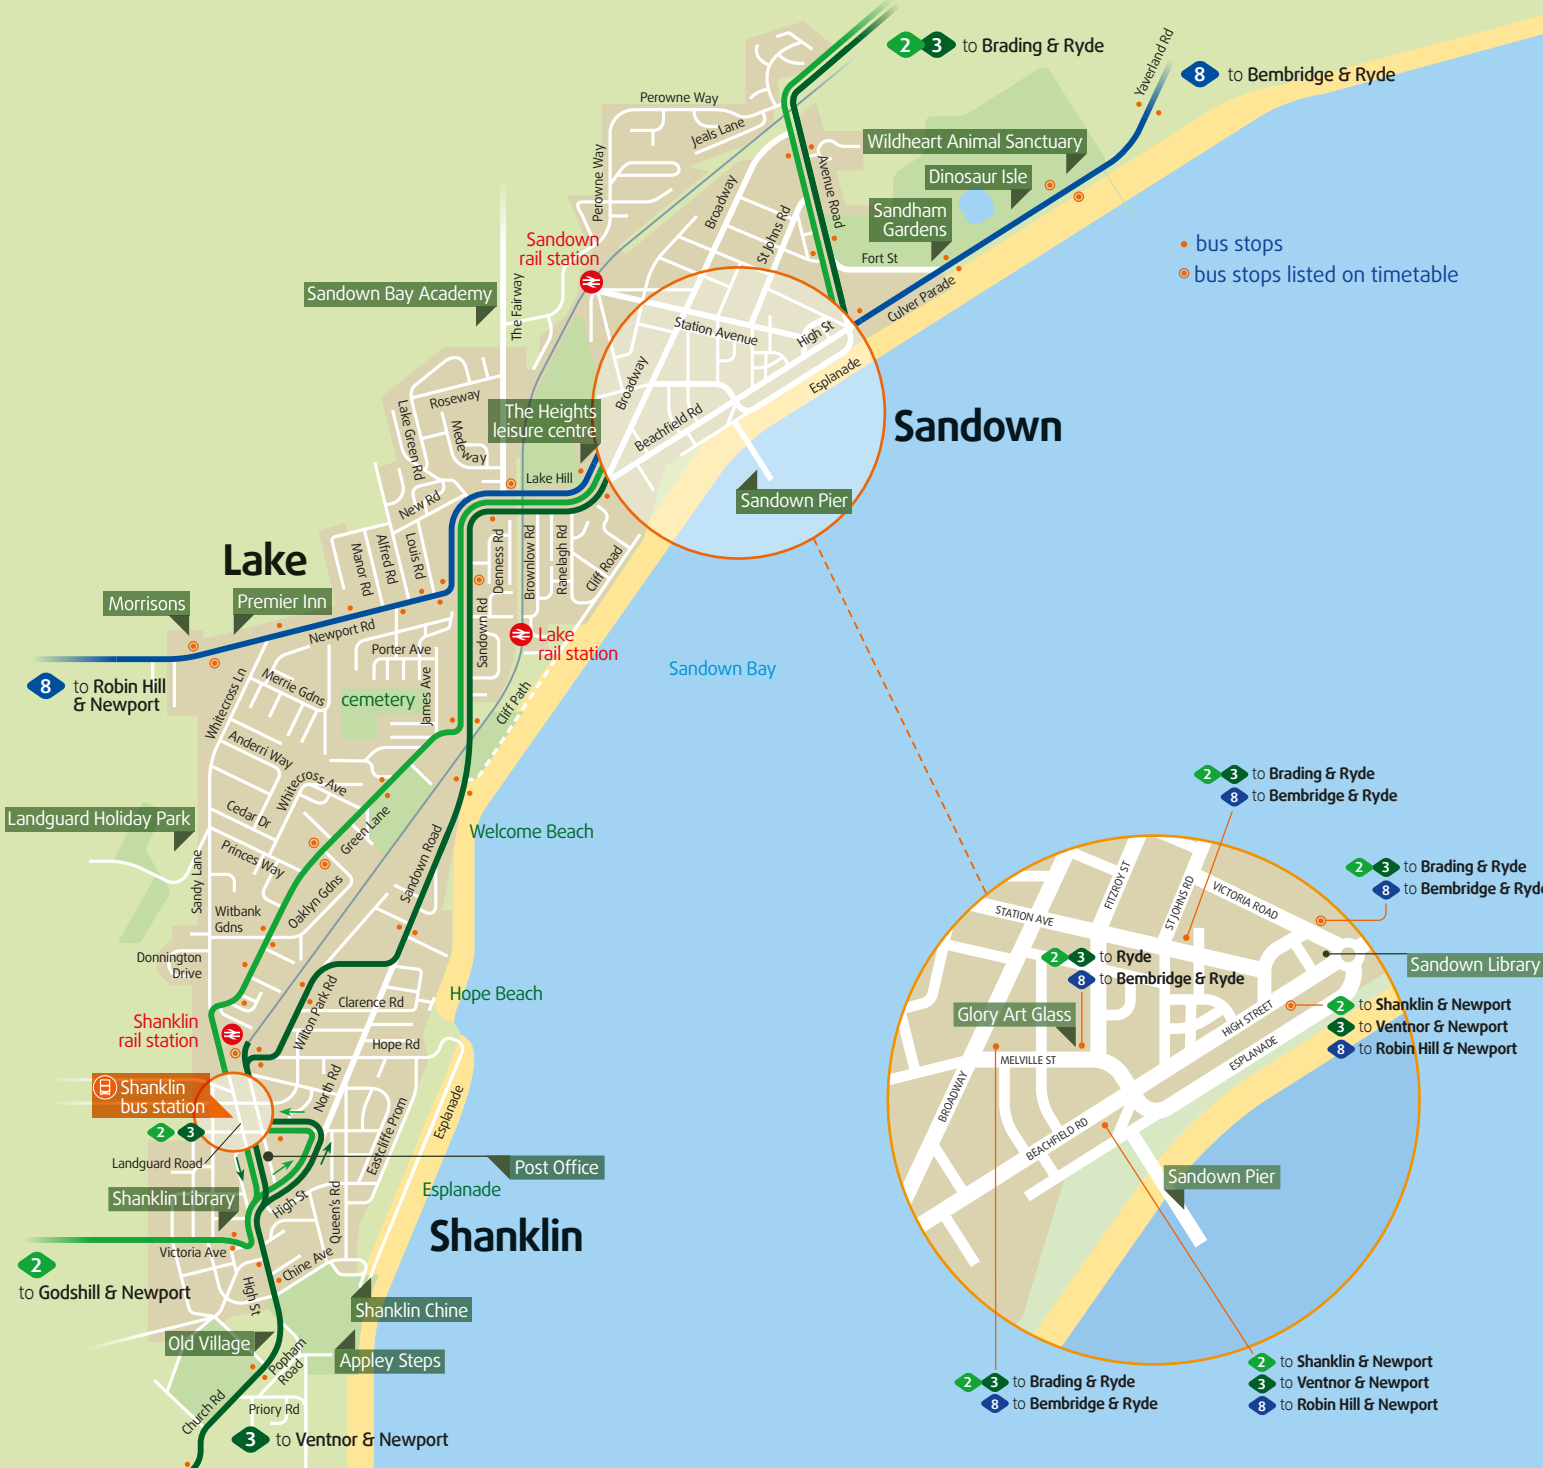 2 3 to Brading & Ryde
8 to Bembridge & Ryde
Yaverland Rd
Perowne Way
Jeals Lane
Perowne Way
Broadway
St Johns Rd
Avenue Road
Wildheart Animal Sanctuary
Dinosaur Isle
Sandham
Gardens
Fort St
Culver Parade
bus stops
bus stops listed on timetable
Sandown
rail station
Sandown Bay Academy
The Fairway
Station Avenue
High St
Esplanade
Broadway
Beachfield Rd
Sandown
Sandown Pier
Roseway
Lake Green Rd
Medeway
The Heights
leisure centre
Lake Hill
New Rd
Lake
Manor Rd
Alfred Rd
Louis Rd
Denness Rd
Brownlow Rd
Ranelagh Rd
Cliff Road
Morrisons
Premier Inn
Newport Rd
Porter Ave
Sandown Rd
Lake
rail station
Sandown Bay
8 to Robin Hill
& Newport
Whitecross Ln
Merrie Gdns
cemetery
James Ave
Cliff Path
Anderri Way
Whitecross Ave
Cedar Dr
Princes Way
Green Lane
Landguard Holiday Park
Sandy Lane
Welcome Beach
Sandown Road
Oaklyn Gdns
Witbank
Gdns
Donnington
Drive
Wilton Park Rd
Clarence Rd
Hope Beach
Shanklin
rail station
Hope Rd
Shanklin
bus station
2 3
North Rd
Eastcliffe Prom
Esplanade
Landguard Road
Post Office
Shanklin Library
High St
Queen's Rd
Esplanade
Shanklin
Victoria Ave
2
to Godshill & Newport
High St
Chine Ave
Shanklin Chine
Old Village
Appley Steps
Popham
Road
Church Rd
Priory Rd
3 to Ventnor & Newport
2 3 to Brading & Ryde
8 to Bembridge & Ryde
2 3 to Brading & Ryde
8 to Bembridge & Ryde
STATION AVE
FITZROY ST
ST JOHNS RD
VICTORIA ROAD
Sandown Library
2 3 to Ryde
8 to Bembridge & Ryde
Glory Art Glass
2 to Shanklin & Newport
3 to Ventnor & Newport
8 to Robin Hill & Newport
HIGH STREET
ESPLANADE
MELVILLE ST
BROADWAY
BEACHFIELD RD
Sandown Pier
2 3 to Brading & Ryde
8 to Bembridge & Ryde
2 to Shanklin & Newport
3 to Ventnor & Newport
8 to Robin Hill & Newport